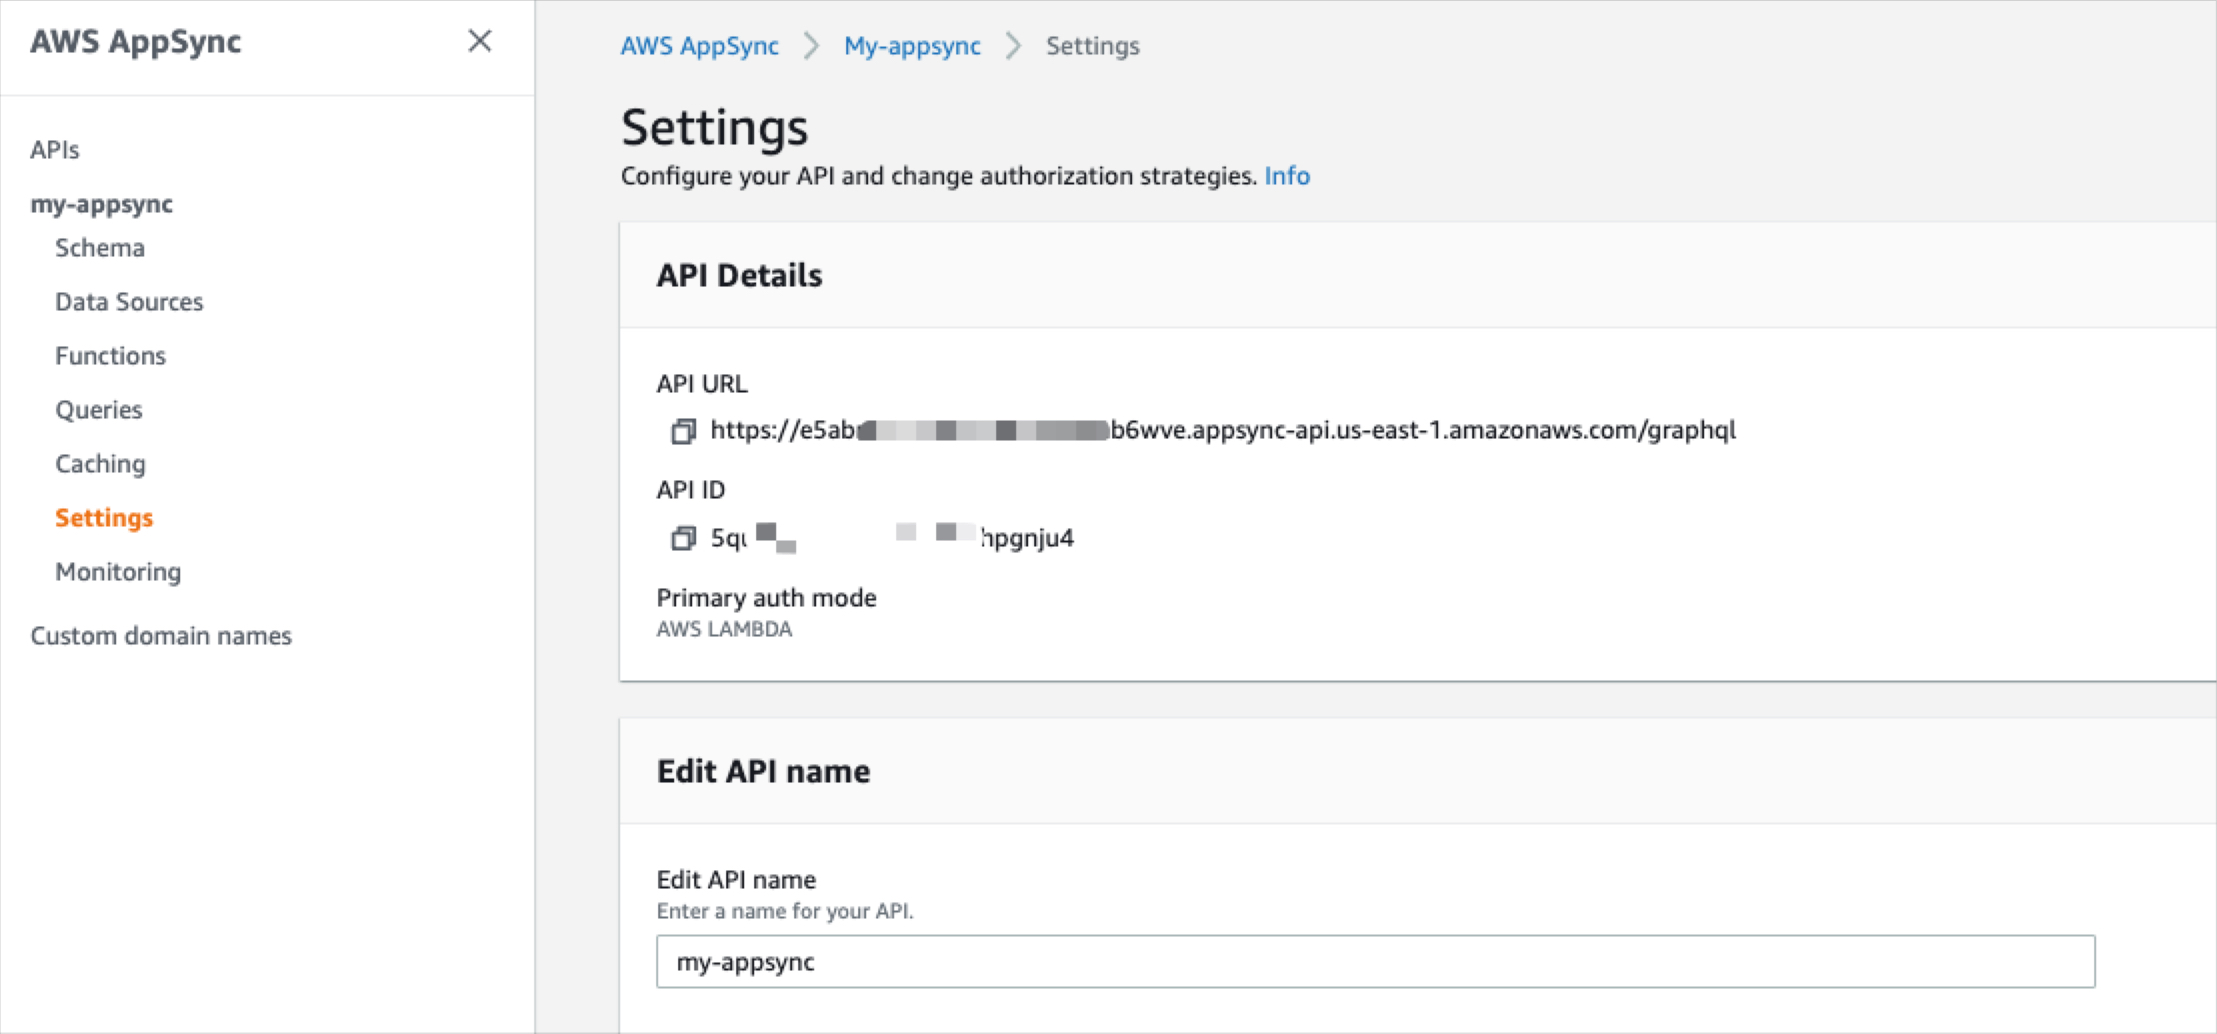 AWS AppSync
APIs
my-appsync
Schema
Data Sources
Functions
Queries
Caching
Settings
Monitoring
Custom domain names
AWS AppSync > My-appsync > Settings
Settings
Configure your API and change authorization strategies. Info
API Details
API URL
https://e5ab b6wve.appsync-api.us-east-1.amazonaws.com/graphql
API ID
5q hpgnju4
Primary auth mode
AWS LAMBDA
Edit API name
Edit API name
Enter a name for your API.
my-appsync